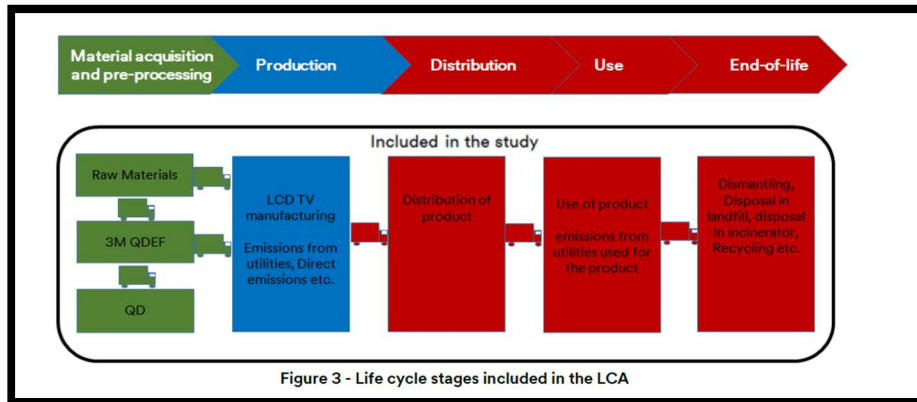 Material acquisition
and pre-processing
Production
Distribution
Use
End-of-life
Included in the study
Raw Materials
3M QDEF
QD
LCD TV
manufacturing
Emissions from
utilities, Direct
emissions etc.
Distribution of
product
Use of product
emissions from
utilities used for
the product
Dismantling,
Disposal in
landfill, disposal
in incinerator,
Recycling etc.
Figure 3 - Life cycle stages included in the LCA